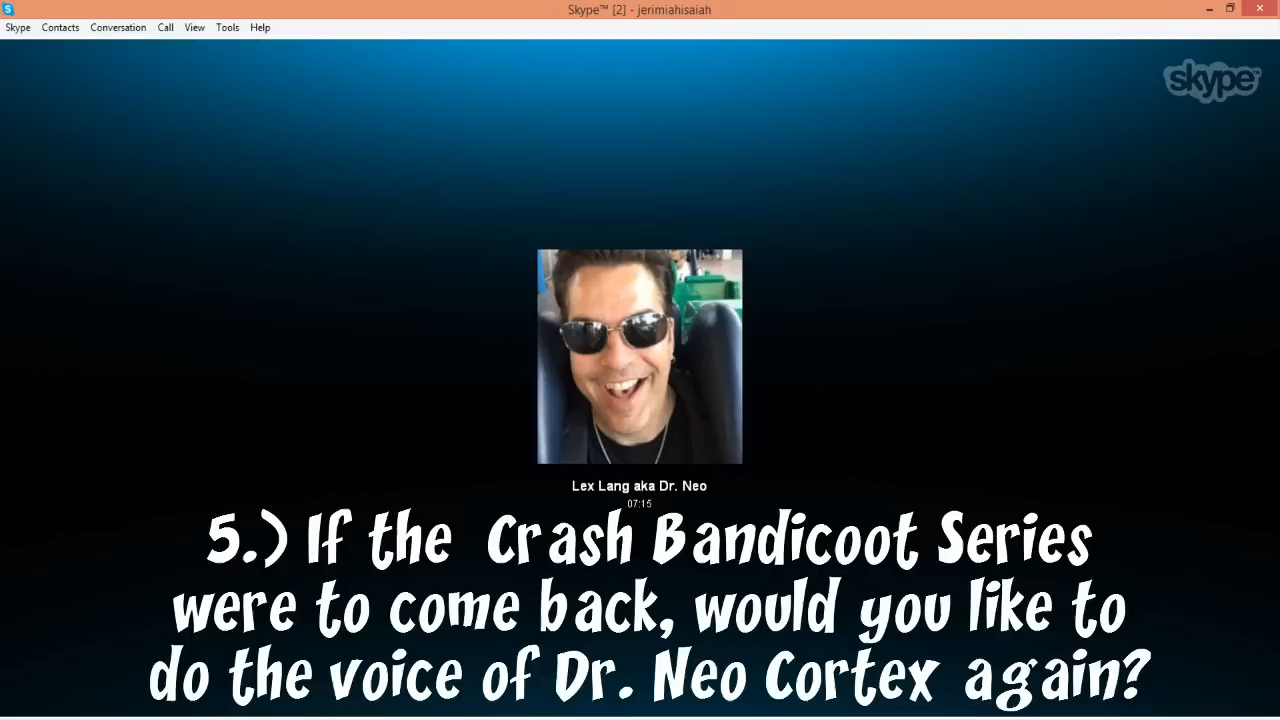 Skype™ [2] - jerimiahisaiah
Skype Contacts Conversation Call View Tools Help
skype™
Lex Lang aka Dr. Neo
07:15
5.) If the Crash Bandicoot Series
were to come back, would you like to
do the voice of Dr. Neo Cortex again?